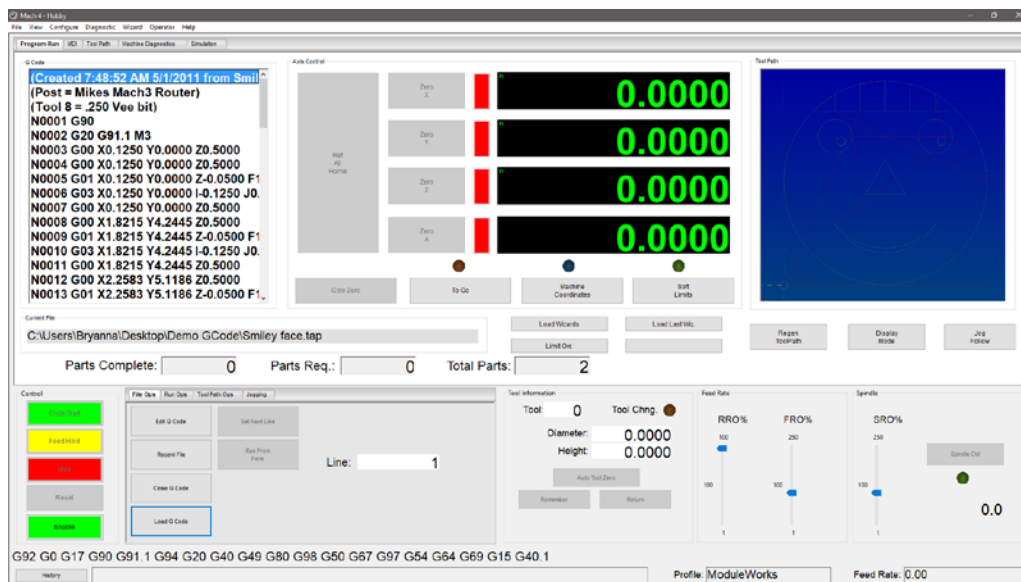 Mach4 - Hobby
File View Configure Diagnostic Wizard Operator Help
Program Run MDI Tool Path Machine Diagnostics Simulation
G Code
(Created 7:48:52 AM 5/1/2011 from Smil
(Post = Mikes Mach3 Router)
(Tool 8 = .250 Vee bit)
N0001 G90
N0002 G20 G91.1 M3
N0003 G00 X0.1250 Y0.0000 Z0.5000
N0004 G00 X0.1250 Y0.0000 Z0.5000
N0005 G01 X0.1250 Y0.0000 Z-0.0500 F1
N0006 G03 X0.1250 Y0.0000 I-0.1250 J0.
N0007 G00 X0.1250 Y0.0000 Z0.5000
N0008 G00 X1.8215 Y4.2445 Z0.5000
N0009 G01 X1.8215 Y4.2445 Z-0.0500 F1
N0010 G03 X1.8215 Y4.2445 I-0.1250 J0.
N0011 G00 X1.8215 Y4.2445 Z0.5000
N0012 G00 X2.2583 Y5.1186 Z0.5000
N0013 G01 X2.2583 Y5.1186 Z-0.0500 F1
Axis Control
Ref
All
Home
Zero
X
0.0000
Zero
Y
0.0000
Zero
Z
0.0000
Zero
A
0.0000
Goto Zero
To Go
Machine
Coordinates
Soft
Limits
Tool Path
Current File
C:\Users\Bryanna\Desktop\Demo GCode\Smiley face.tap
Load Wizards
Load Last Wiz.
Limit Ovr.
Regen
ToolPath
Display
Mode
Jog
Follow
Parts Complete: 0 Parts Req.: 0 Total Parts: 2
Control
Cycle Start
Feed Hold
Stop
Reset
Enable
File Ops Run Ops Tool Path Ops Jogging
Edit G Code
Set Next Line
Recent File
Run From
Here
Line: 1
Close G Code
Load G Code
Tool Information
Tool: 0 Tool Chng.
Diameter: 0.0000
Height: 0.0000
Auto Tool Zero
Remember
Return
Feed Rate
RRO% FRO%
100 250
100 100
1 1
Spindle
SRO%
250
100
1
Spindle CW
0.0
G92 G0 G17 G90 G91.1 G94 G20 G40 G49 G80 G98 G50 G67 G97 G54 G64 G69 G15 G40.1
History
Profile: ModuleWorks
Feed Rate: 0.00